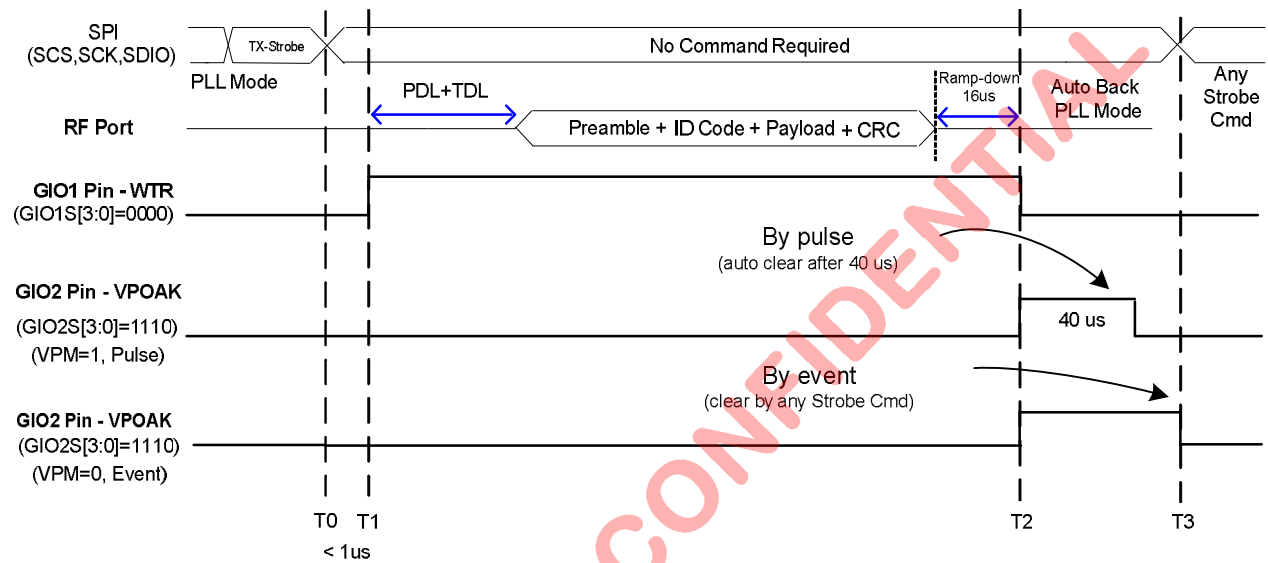 SPI
(SCS,SCK,SDIO)
TX-Strobe
No Command Required
PLL Mode
PDL+TDL
Ramp-down
16us
Auto Back
PLL Mode
Any
Strobe
Cmd
RF Port
Preamble + ID Code + Payload + CRC
GIO1 Pin - WTR
(GIO1S[3:0]=0000)
By pulse
(auto clear after 40 us)
GIO2 Pin - VPOAK
(GIO2S[3:0]=1110)
(VPM=1, Pulse)
40 us
By event
(clear by any Strobe Cmd)
GIO2 Pin - VPOAK
(GIO2S[3:0]=1110)
(VPM=0, Event)
T0
T1
T2
T3
< 1us
CONFIDENTIAL